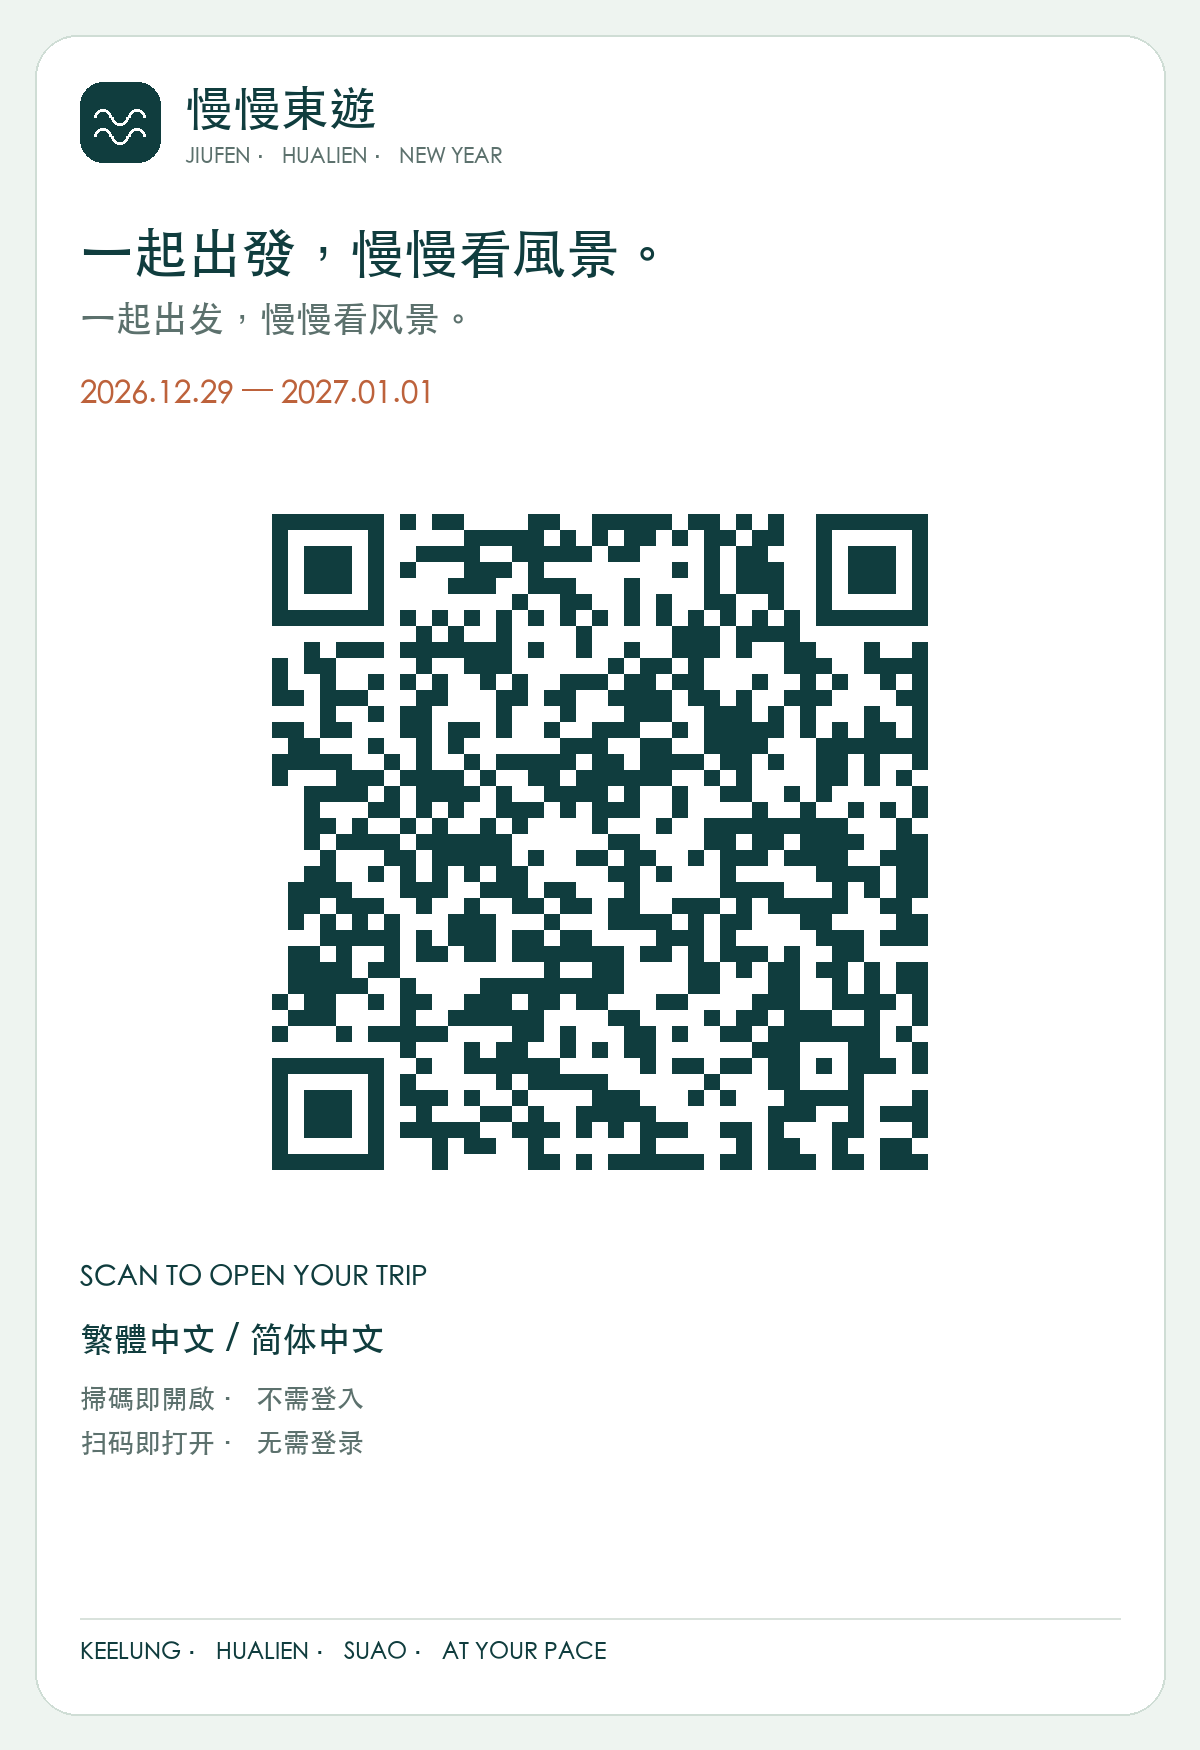 慢慢東遊
JIUFEN · HUALIEN · NEW YEAR
一起出發，慢慢看風景。
一起出发，慢慢看风景。
2026.12.29 — 2027.01.01
SCAN TO OPEN YOUR TRIP
繁體中文 / 简体中文
掃碼即開啟 · 不需登入
扫码即打开 · 无需登录
KEELUNG · HUALIEN · SUAO · AT YOUR PACE